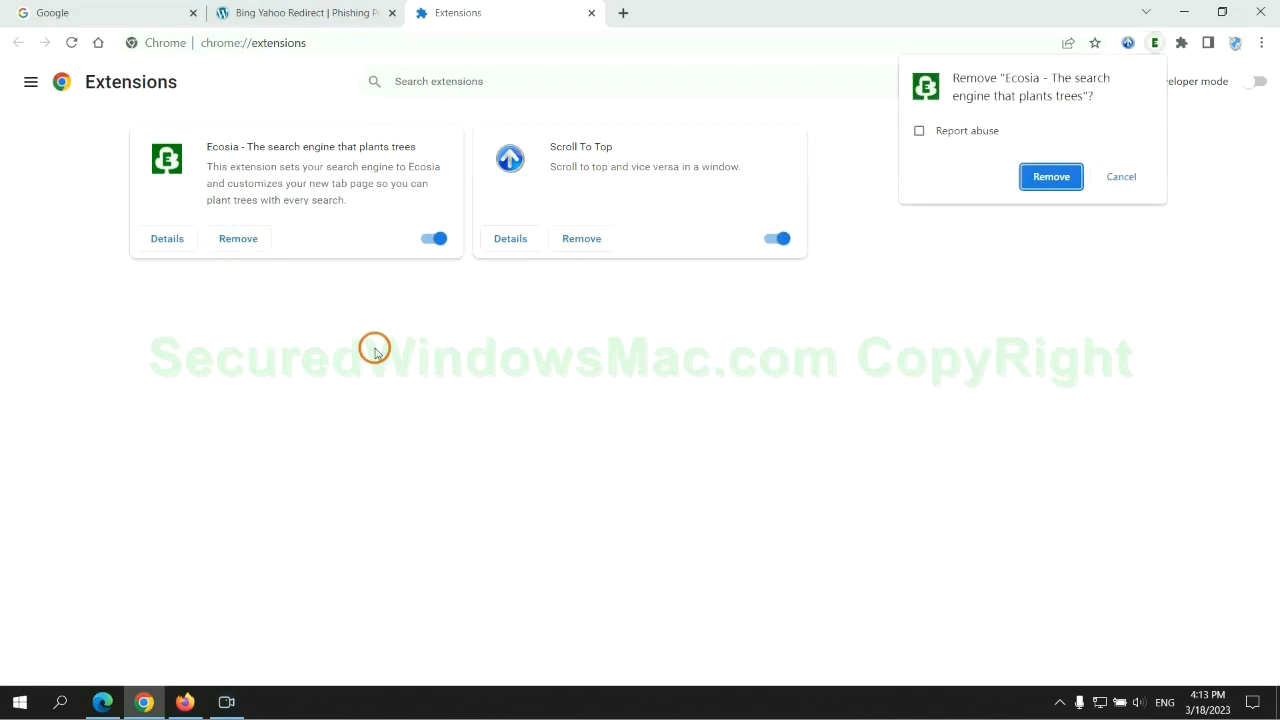 Google
Bing Yahoo Redirect | Phishing P
Extensions
Chrome | chrome://extensions
Extensions
Search extensions
veloper mode
Remove "Ecosia - The search
engine that plants trees"?
Report abuse
Remove
Cancel
Ecosia - The search engine that plants trees
This extension sets your search engine to Ecosia
and customizes your new tab page so you can
plant trees with every search.
Details
Remove
Scroll To Top
Scroll to top and vice versa in a window.
Details
Remove
SecuredWindowsMac.com CopyRight
ENG
4:13 PM
3/18/2023